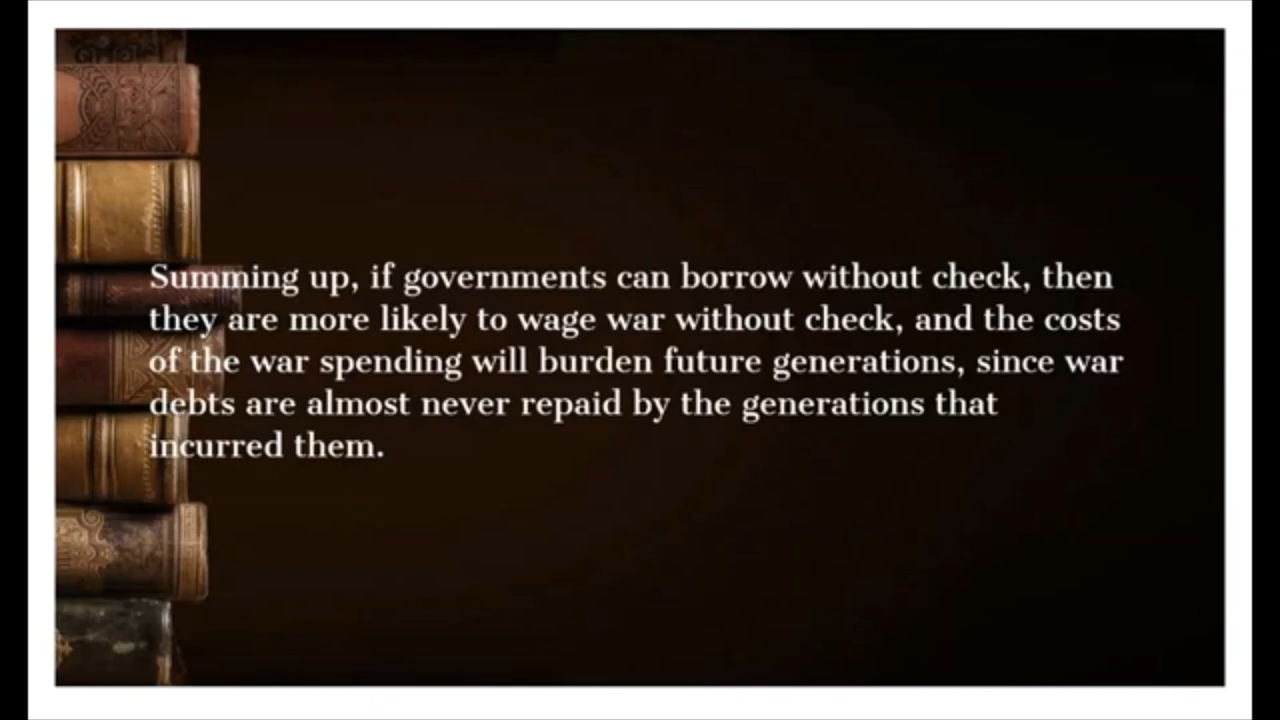 Summing up, if governments can borrow without check, then
they are more likely to wage war without check, and the costs
of the war spending will burden future generations, since war
debts are almost never repaid by the generations that
incurred them.